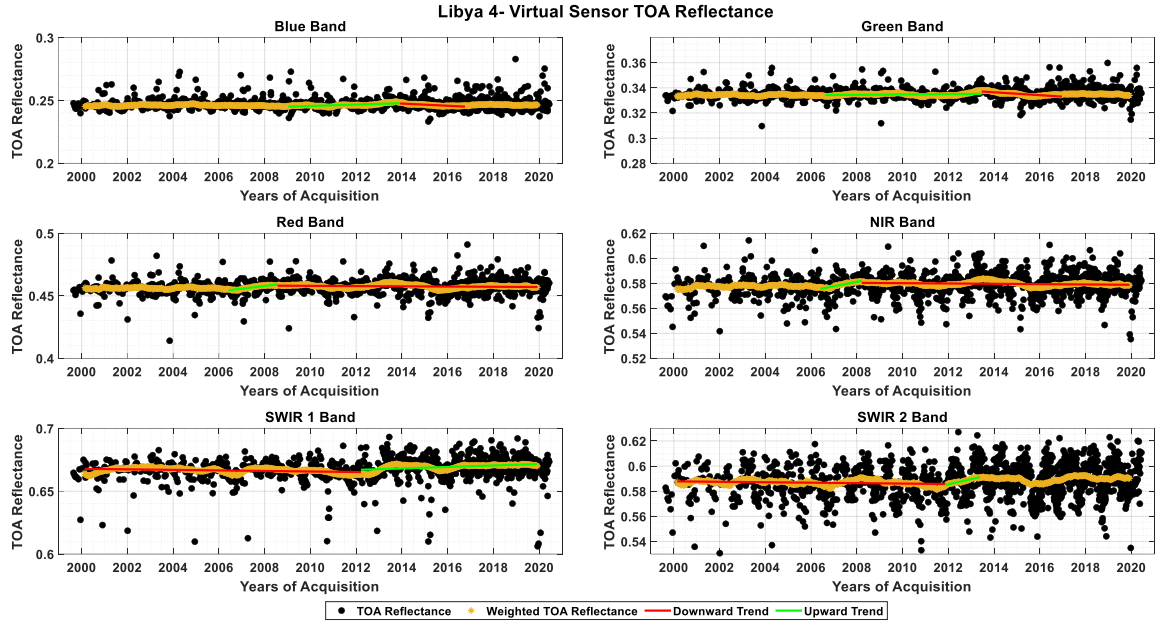 Libya 4- Virtual Sensor TOA Reflectance
Blue Band
TOA Reflectance
0.3
0.25
0.2
2000 2002 2004 2006 2008 2010 2012 2014 2016 2018 2020
Years of Acquisition
Green Band
TOA Reflectance
0.36
0.34
0.32
0.3
0.28
2000 2002 2004 2006 2008 2010 2012 2014 2016 2018 2020
Years of Acquisition
Red Band
TOA Reflectance
0.5
0.45
0.4
2000 2002 2004 2006 2008 2010 2012 2014 2016 2018 2020
Years of Acquisition
NIR Band
TOA Reflectance
0.62
0.6
0.58
0.56
0.54
0.52
2000 2002 2004 2006 2008 2010 2012 2014 2016 2018 2020
Years of Acquisition
SWIR 1 Band
TOA Reflectance
0.7
0.65
0.6
2000 2002 2004 2006 2008 2010 2012 2014 2016 2018 2020
Years of Acquisition
SWIR 2 Band
TOA Reflectance
0.62
0.6
0.58
0.56
0.54
2000 2002 2004 2006 2008 2010 2012 2014 2016 2018 2020
Years of Acquisition
TOA Reflectance Weighted TOA Reflectance Downward Trend Upward Trend